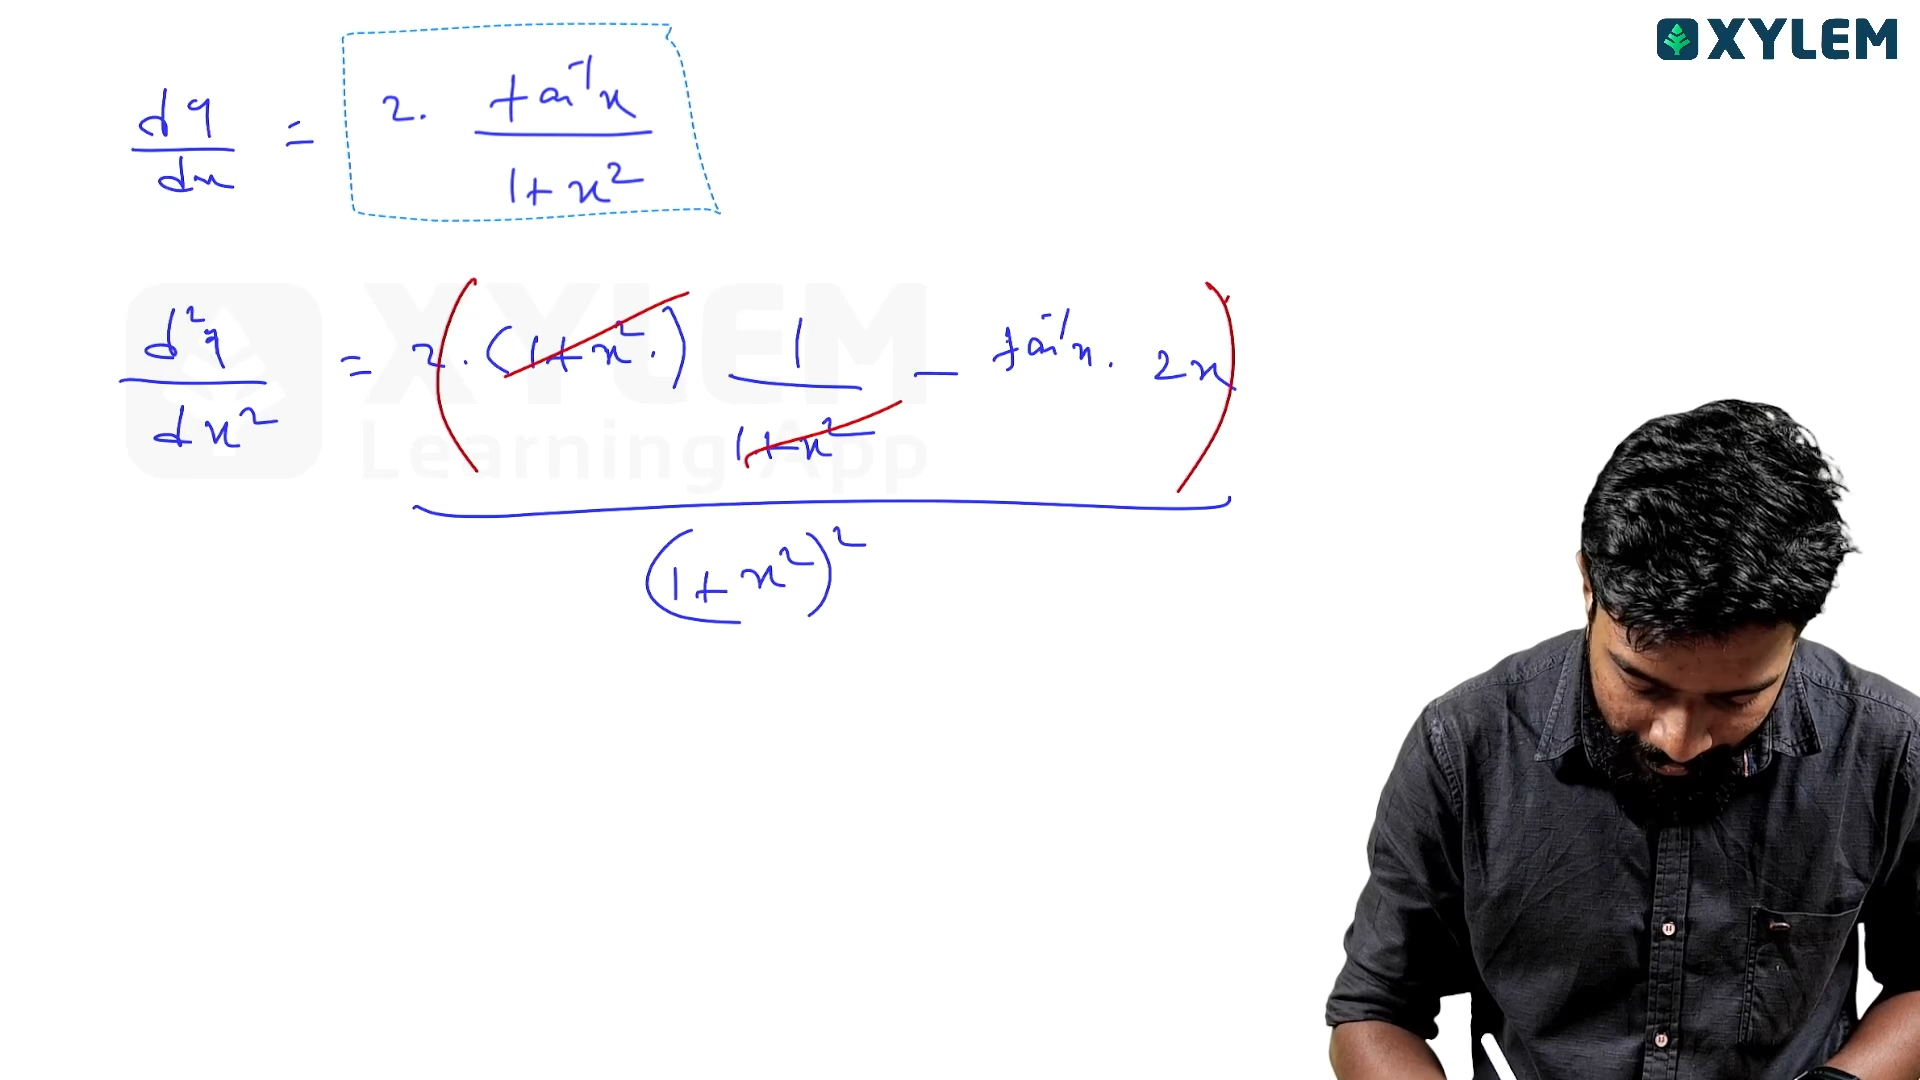 XYLEM
dy/dx = 2. tan⁻¹x / 1+x²
d²y/dx² = 2.((1+x².) 1/1+x² – tan⁻¹x. 2x) / (1+x²)²
XYLEM
Learning App